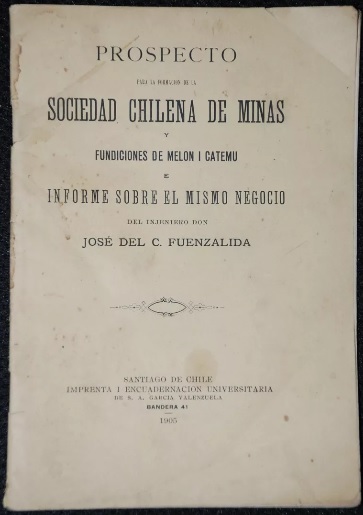 PROSPECTO
PARA LA FORMACION DE LA
SOCIEDAD CHILENA DE MINAS
Y
FUNDICIONES DE MELON I CATEMU
E
INFORME SOBRE EL MISMO NEGOCIO
DEL INJENIERO DON
JOSÉ DEL C. FUENZALIDA
SANTIAGO DE CHILE
IMPRENTA I ENCUADERNACION UNIVERSITARIA
DE S. A. GARCIA VALENZUELA
BANDERA 41
1905